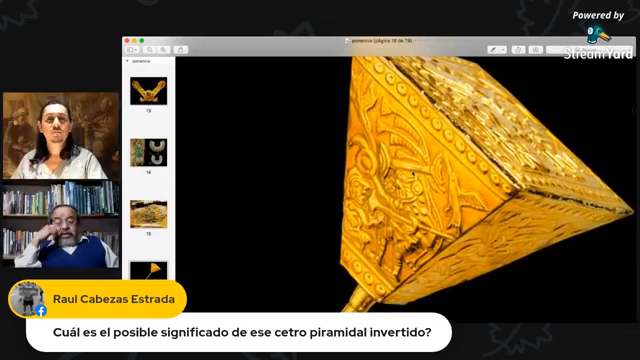 Powered by
StreamYard
ponencia (página 16 de 79)
ponencia
13
14
15
Raul Cabezas Estrada
Cuál es el posible significado de ese cetro piramidal invertido?